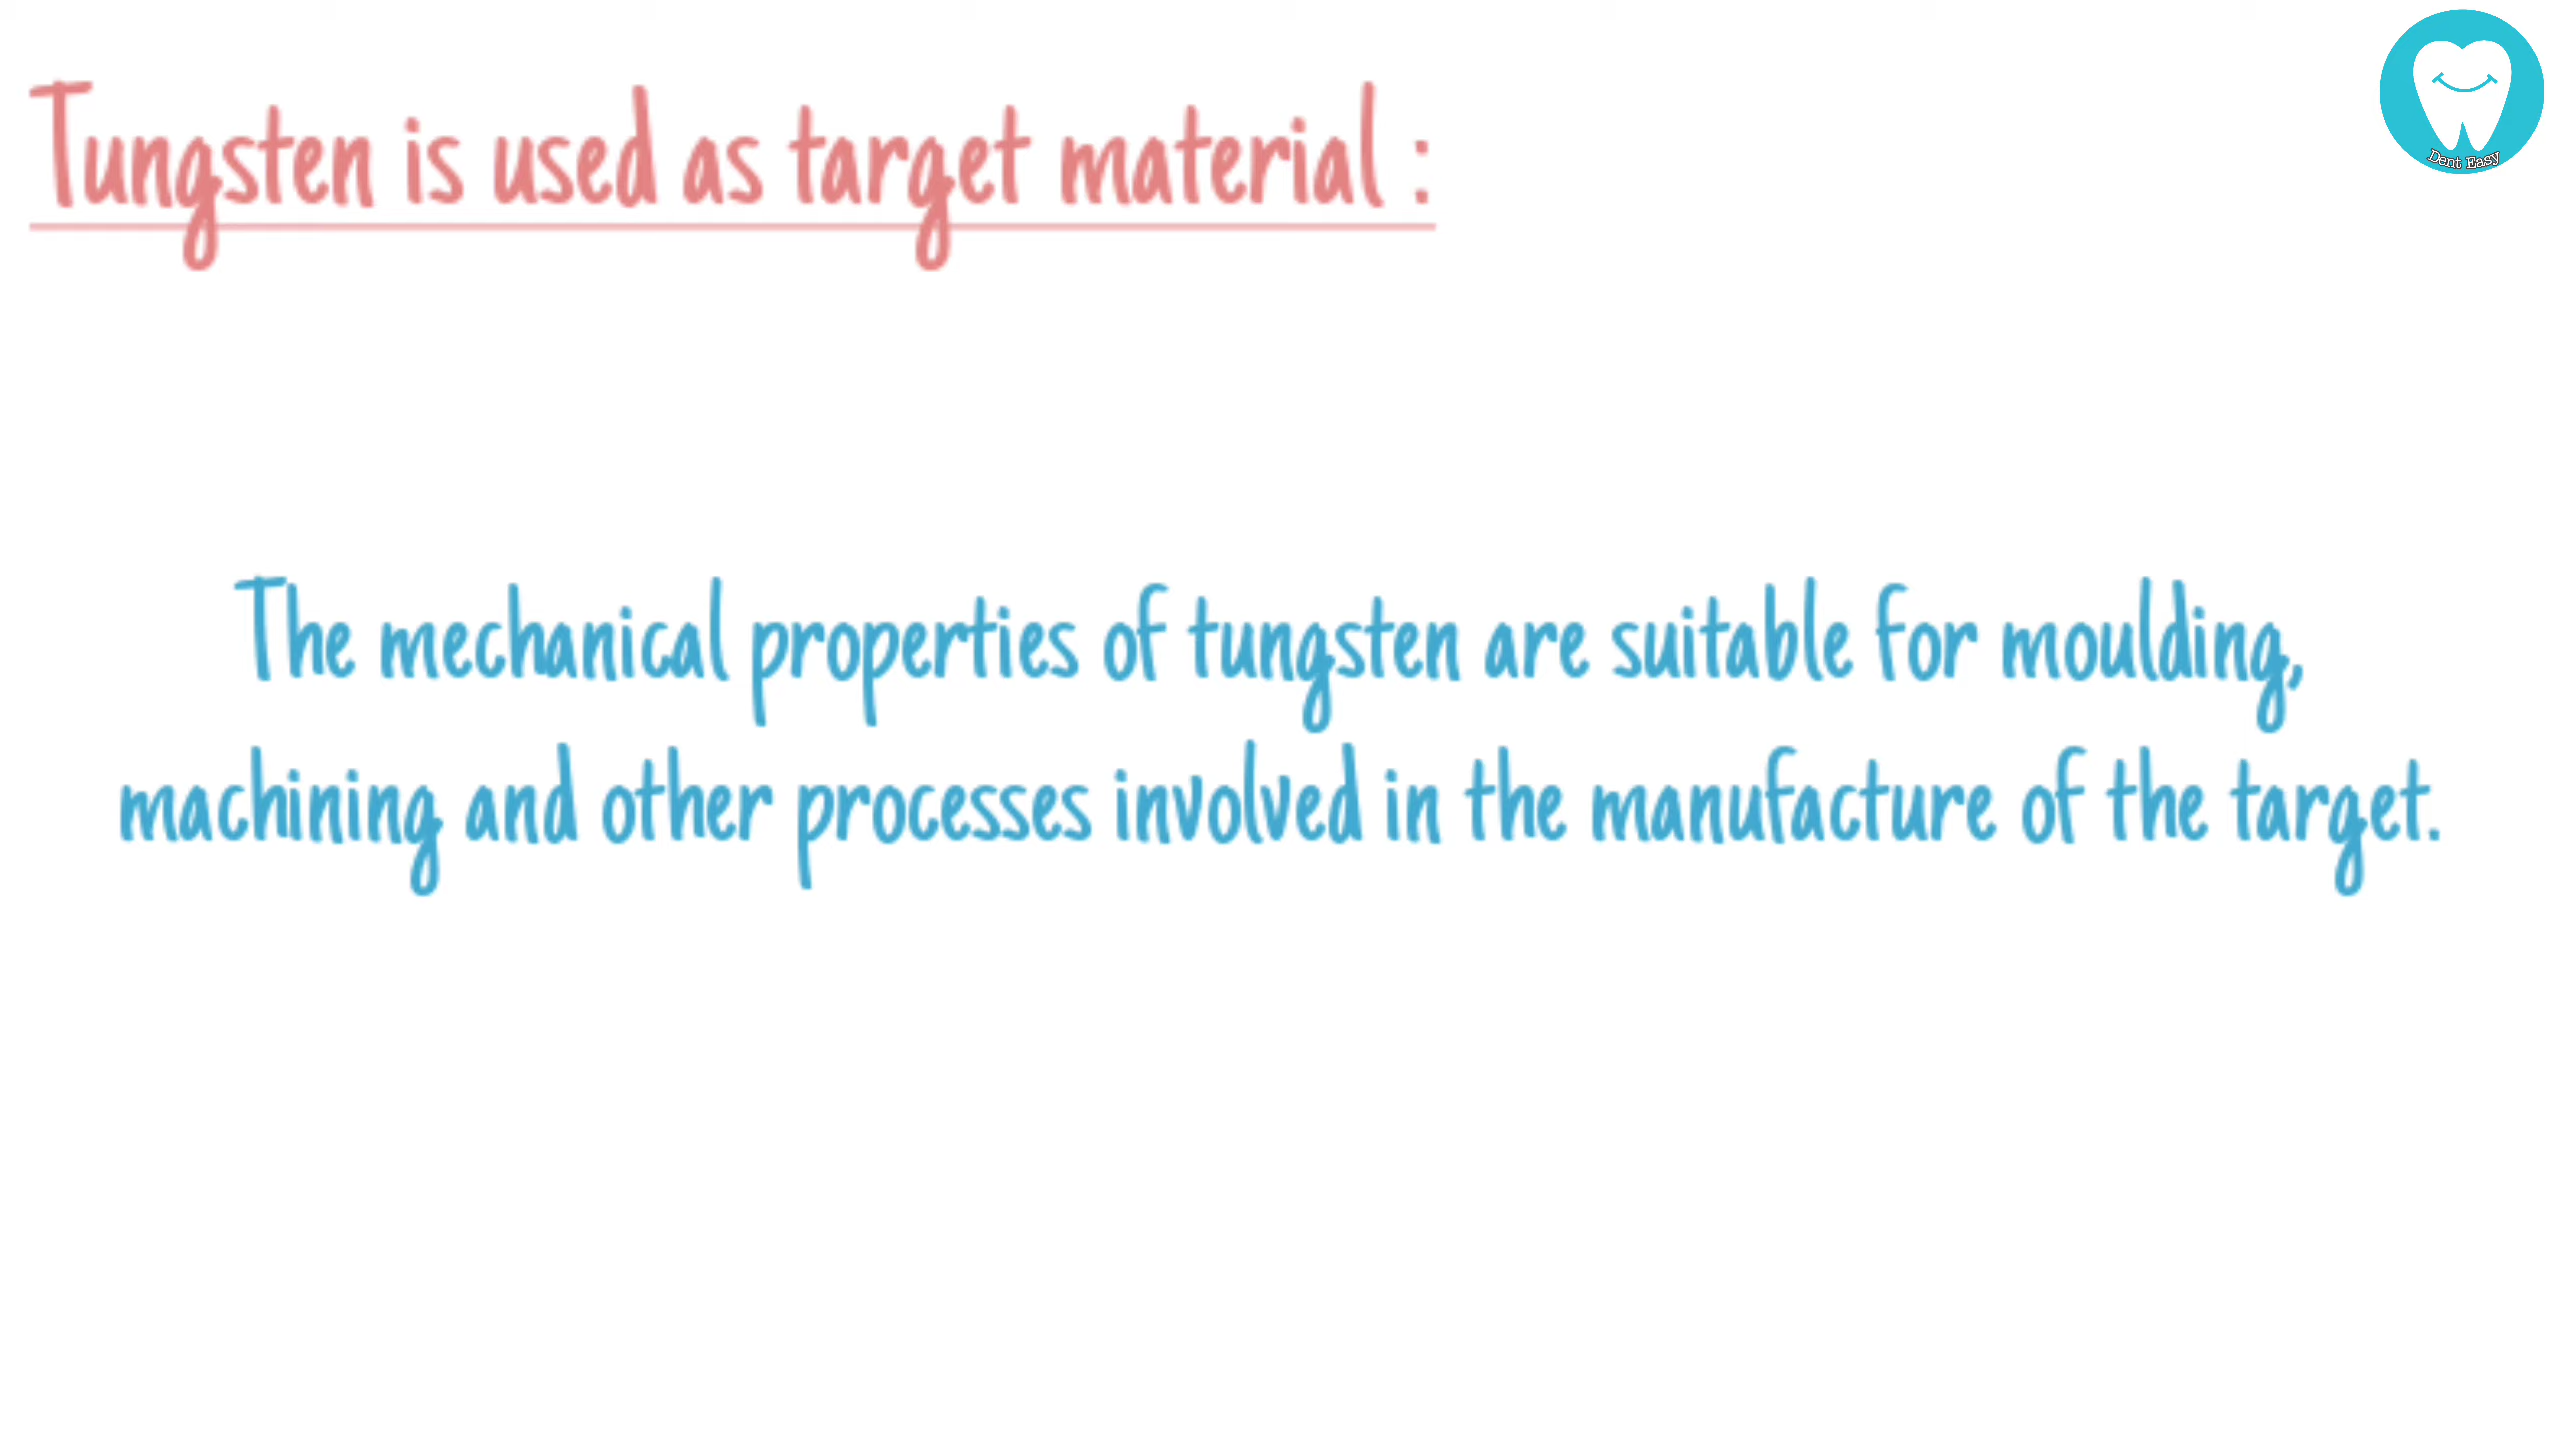 Tungsten is used as target material :
Dent Easy
The mechanical properties of tungsten are suitable for moulding,
machining and other processes involved in the manufacture of the target.